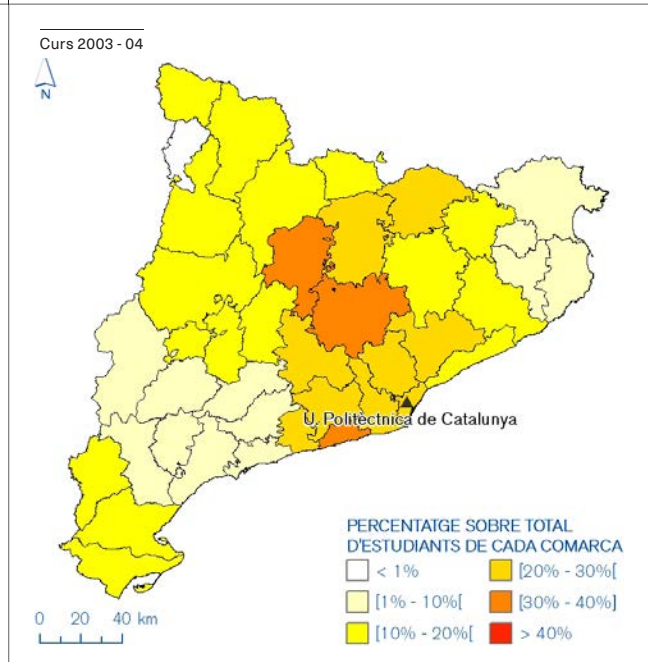 Curs 2003 - 04
N
U. Politèctnica de Catalunya
PERCENTATGE SOBRE TOTAL
D'ESTUDIANTS DE CADA COMARCA
< 1%
[20% - 30%[
[1% - 10%[
[30% - 40%]
[10% - 20%[
> 40%
0 20 40 km